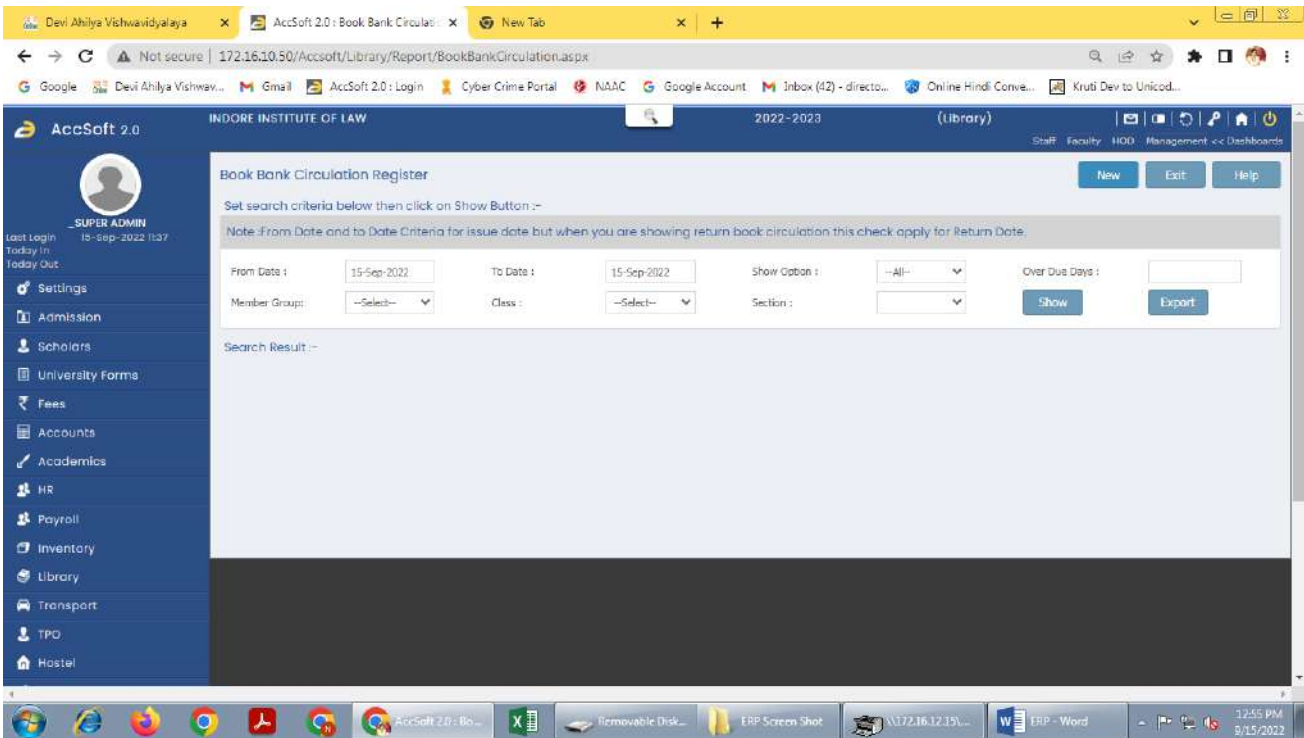 Devi Ahilya Vishwavidyalaya
AccSoft 2.0 : Book Bank Circulati
New Tab
Not secure | 172.16.10.50/Accsoft/Library/Report/BookBankCirculation.aspx
Google Devi Ahilya Vishwav... Gmail AccSoft 2.0 : Login Cyber Crime Portal NAAC Google Account Inbox (42) - directo... Online Hindi Conve... Kruti Dev to Unicod...
AccSoft 2.0
INDORE INSTITUTE OF LAW 2022-2023 (Library)
Staff Faculty HOD Management << Dashboards
_SUPER ADMIN
Last Login 15-Sep-2022 11:37
Today In
Today Out
Settings
Admission
Scholars
University Forms
Fees
Accounts
Academics
HR
Payroll
Inventory
Library
Transport
TPO
Hostel
Book Bank Circulation Register New Exit Help
Set search criteria below then click on Show Button :-
Note :From Date and to Date Criteria for issue date but when you are showing return book circulation this check apply for Return Date.
From Date : 15-Sep-2022 To Date : 15-Sep-2022 Show Option : --All-- Over Due Days :
Member Group: --Select-- Class : --Select-- Section : Show Export
Search Result :-
AccSoft 2.0 : Bo... Removable Disk... ERP Screen Shot \\172.16.12.15\... ERP - Word
12:55 PM
9/15/2022